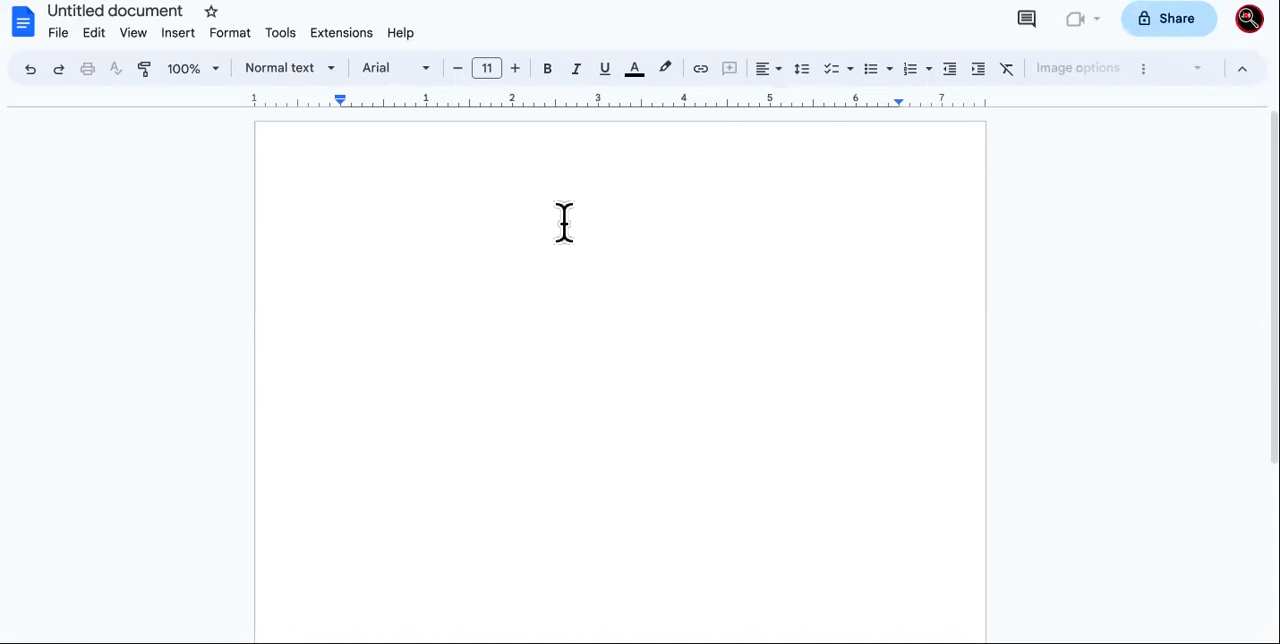 Untitled document
File Edit View Insert Format Tools Extensions Help
Share
100% Normal text Arial 11 B I U A Image options
1 1 2 3 4 5 6 7